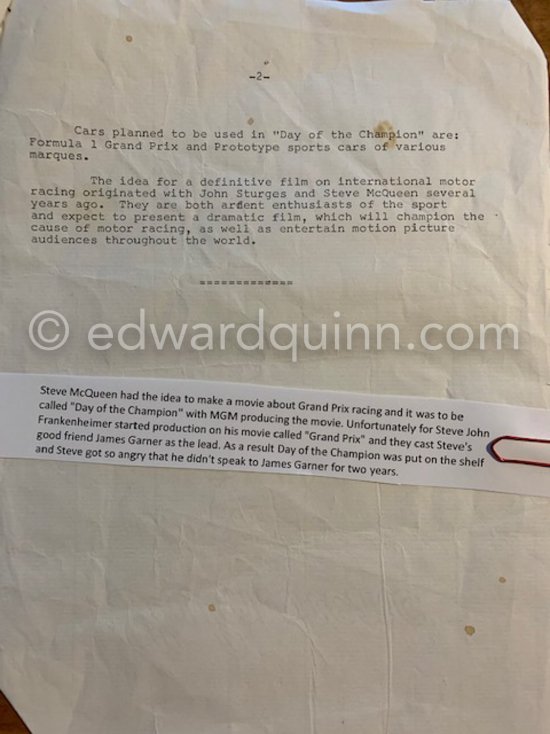 -2-
Cars planned to be used in "Day of the Champion" are:
Formula 1 Grand Prix and Prototype sports cars of various
marques.
The idea for a definitive film on international motor
racing originated with John Sturges and Steve McQueen several
years ago. They are both ardent enthusiasts of the sport
and expect to present a dramatic film, which will champion the
cause of motor racing, as well as entertain motion picture
audiences throughout the world.
=============
© edwardquinn.com
Steve McQueen had the idea to make a movie about Grand Prix racing and it was to be
called "Day of the Champion" with MGM producing the movie. Unfortunately for Steve John
Frankenheimer started production on his movie called "Grand Prix" and they cast Steve's
good friend James Garner as the lead. As a result Day of the Champion was put on the shelf
and Steve got so angry that he didn't speak to James Garner for two years.